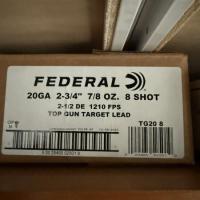 FEDERAL
20GA 2-3/4" 7/8 OZ. 8 SHOT
2-1/2 DE 1210 FPS
TOP GUN TARGET LEAD
TG20 8